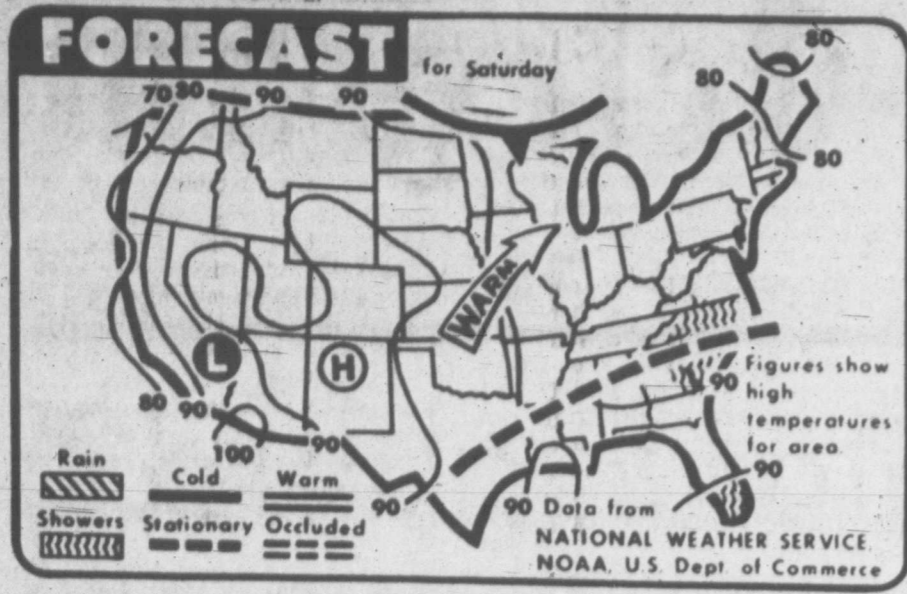 FORECAST
for Saturday
80
70 80 90 90 80
80
WARM
L
H
Figures show
90 high
temperatures
for area.
80 90
100
90
90
90
90
Rain
Cold
Warm
Showers
Stationary
Occluded
Data from
NATIONAL WEATHER SERVICE,
NOAA, U.S. Dept. of Commerce